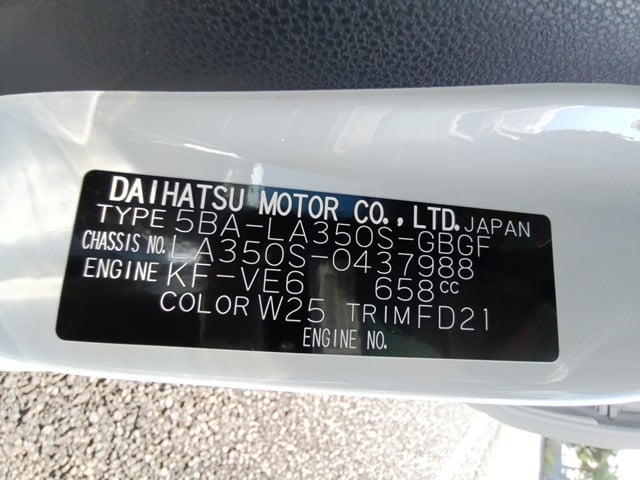 DAIHATSU MOTOR CO., LTD. JAPAN
TYPE 5BA-LA350S-GBGF
CHASSIS NO. LA350S-0437988
ENGINE KF-VE6 658cc
COLOR W25 TRIM FD21
ENGINE NO.